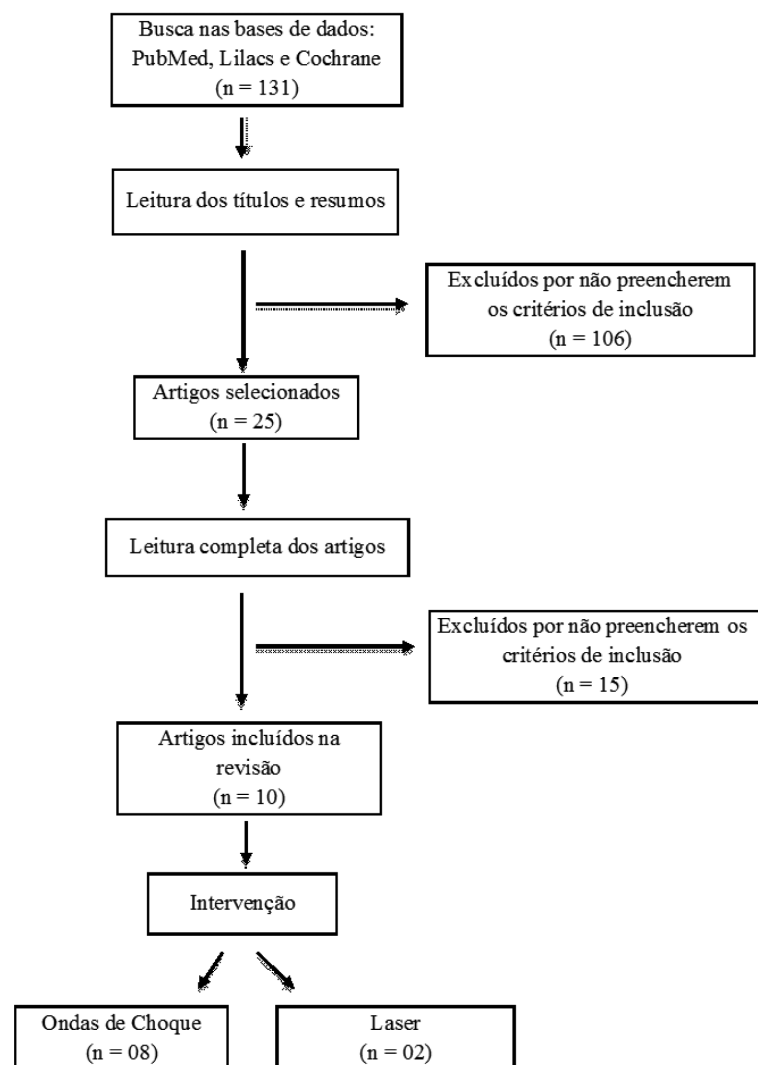 Busca nas bases de dados:
PubMed, Lilacs e Cochrane
(n = 131)
Leitura dos títulos e resumos
Excluídos por não preencherem
os critérios de inclusão
(n = 106)
Artigos selecionados
(n = 25)
Leitura completa dos artigos
Excluídos por não preencherem os
critérios de inclusão
(n = 15)
Artigos incluídos na
revisão
(n = 10)
Intervenção
Ondas de Choque
(n = 08)
Laser
(n = 02)